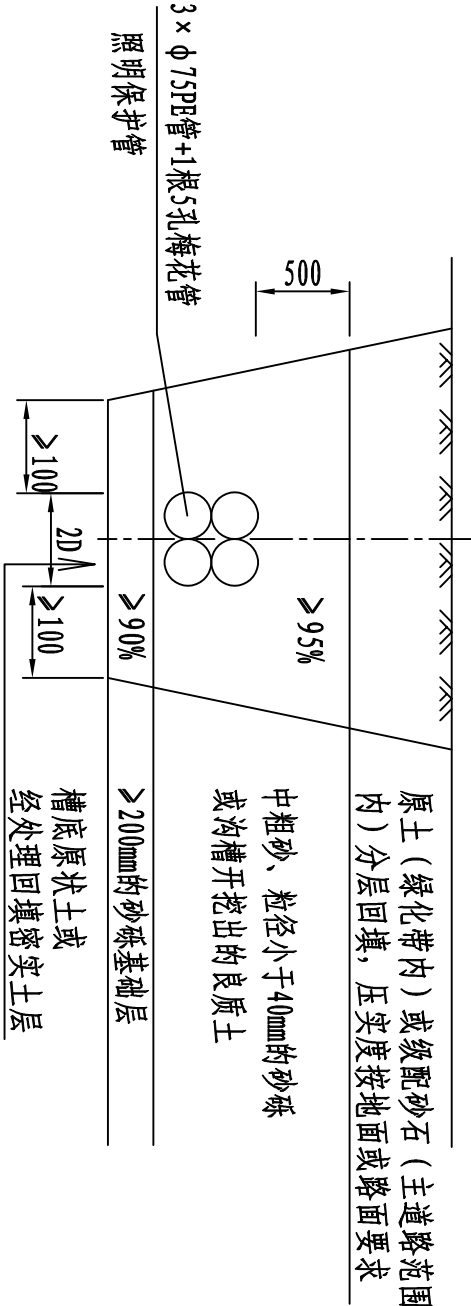 3×φ75PE管+1根5孔梅花管
照明保护管
500
≥95%
≥90%
≥100
2D
≥100
原土（绿化带内）或级配砂石（主道路范围
内）分层回填，压实度按地面或路面要求
中粗砂、粒径小于40mm的砂砾
或沟槽开挖出的良质土
≥200mm的砂砾基础层
槽底原状土或
经处理回填密实土层